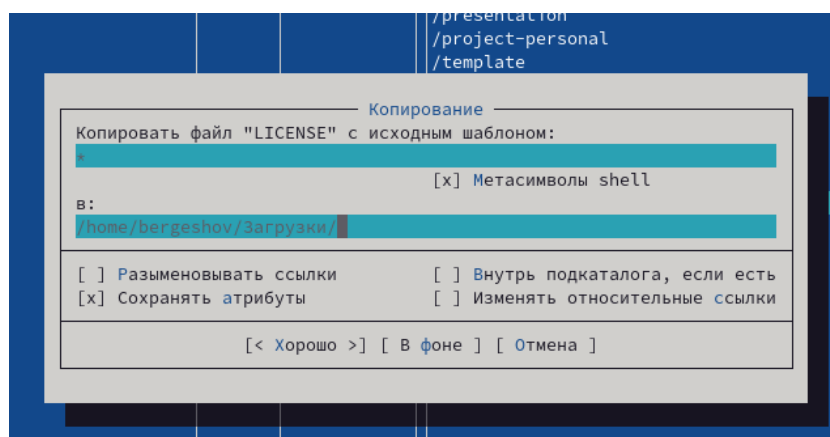 /presentation
/project-personal
/template
Копирование
Копировать файл "LICENSE" с исходным шаблоном:
*
[x] Метасимволы shell
в:
/home/bergeshov/Загрузки/
[ ] Разыменовывать ссылки [ ] Внутрь подкаталога, если есть
[x] Сохранять атрибуты [ ] Изменять относительные ссылки
[< Хорошо >] [ В фоне ] [ Отмена ]